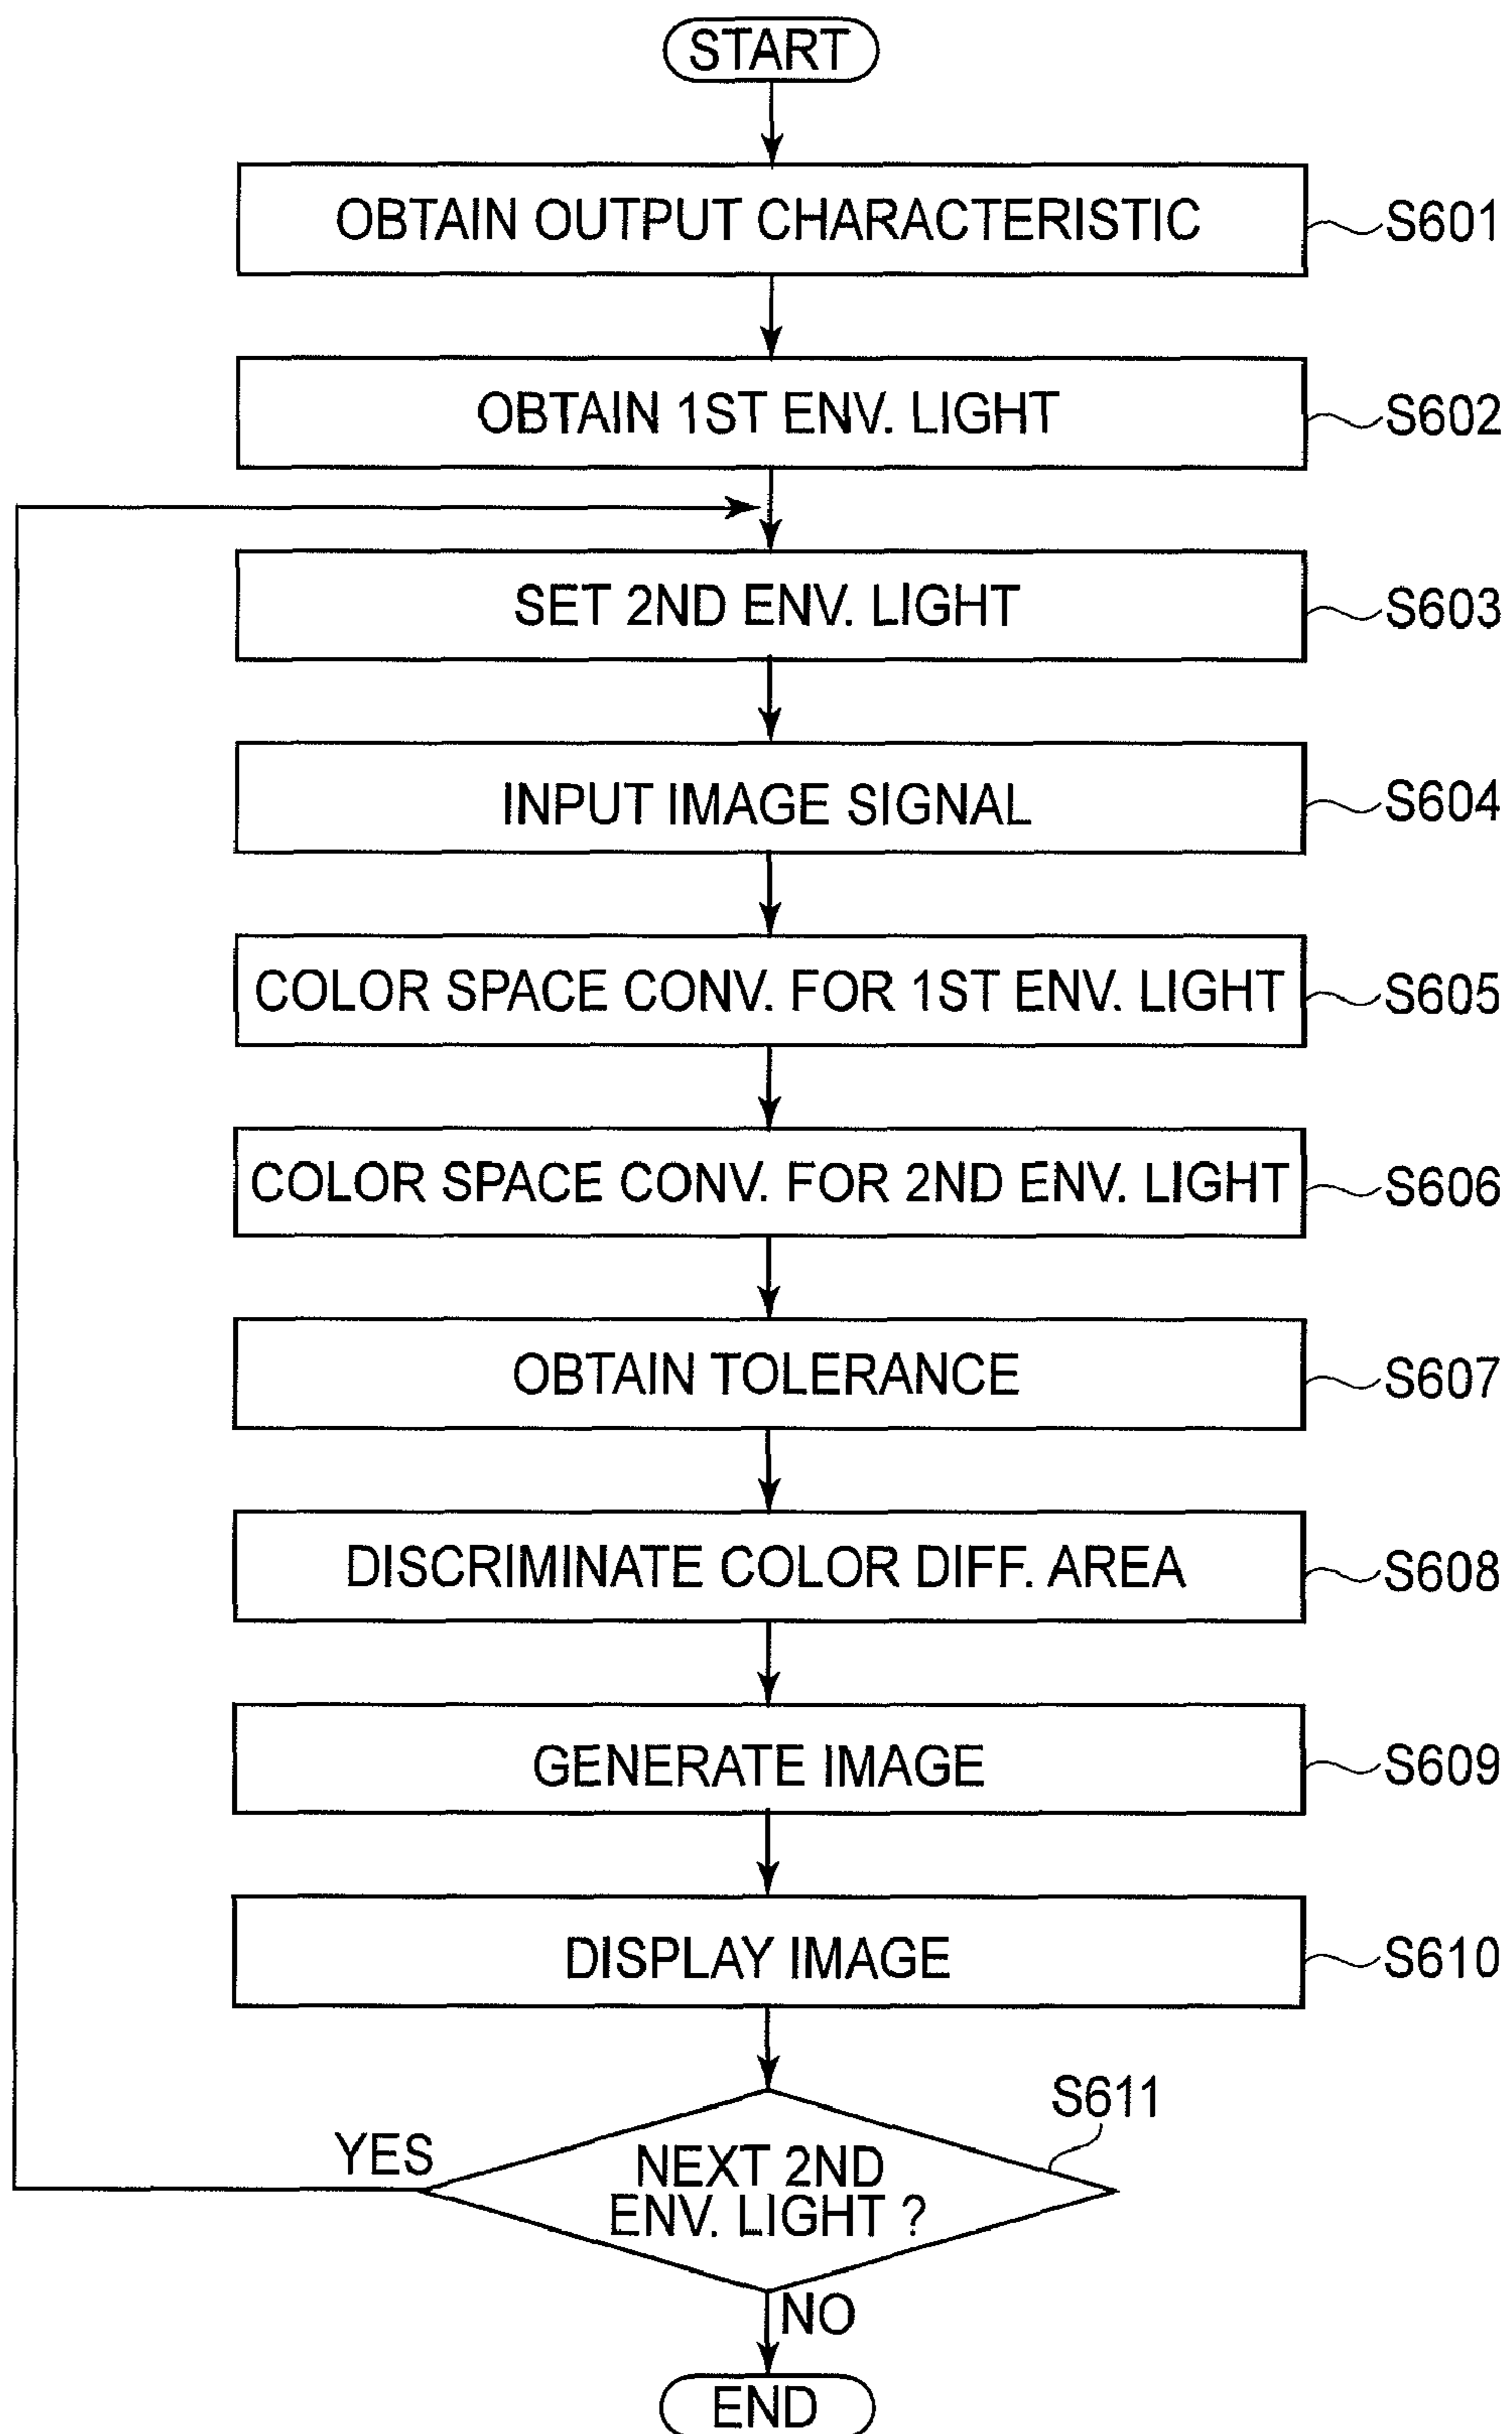 START
OBTAIN OUTPUT CHARACTERISTIC
S601
OBTAIN 1ST ENV. LIGHT
S602
SET 2ND ENV. LIGHT
S603
INPUT IMAGE SIGNAL
S604
COLOR SPACE CONV. FOR 1ST ENV. LIGHT
S605
COLOR SPACE CONV. FOR 2ND ENV. LIGHT
S606
OBTAIN TOLERANCE
S607
DISCRIMINATE COLOR DIFF. AREA
S608
GENERATE IMAGE
S609
DISPLAY IMAGE
S610
S611
YES
NEXT 2ND
ENV. LIGHT ?
NO
END